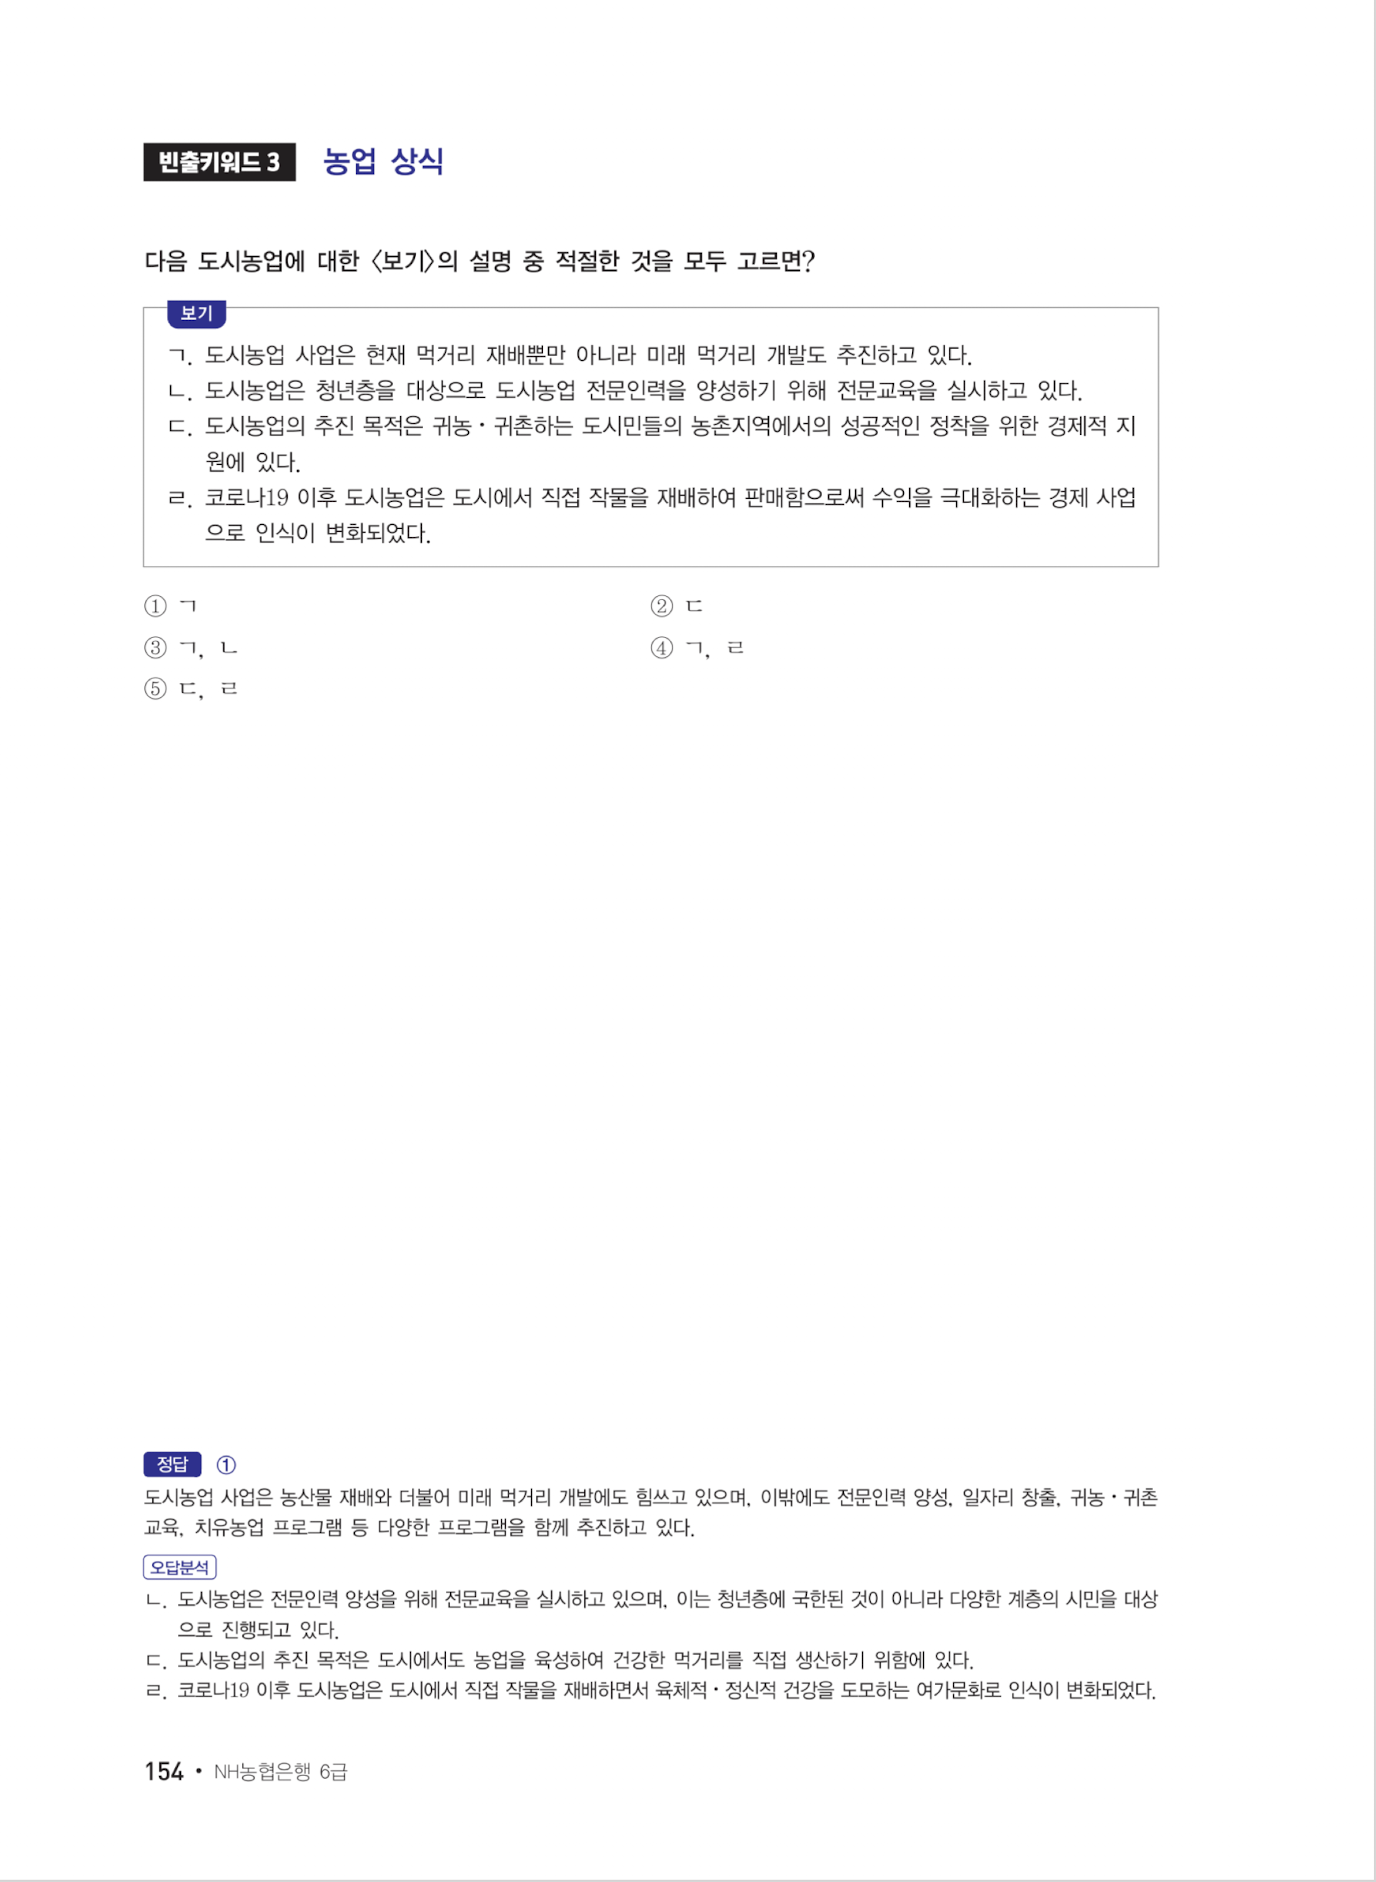 빈출키워드 3 농업 상식
다음 도시농업에 대한 〈보기〉의 설명 중 적절한 것을 모두 고르면?
보기
ㄱ. 도시농업 사업은 현재 먹거리 재배뿐만 아니라 미래 먹거리 개발도 추진하고 있다.
ㄴ. 도시농업은 청년층을 대상으로 도시농업 전문인력을 양성하기 위해 전문교육을 실시하고 있다.
ㄷ. 도시농업의 추진 목적은 귀농·귀촌하는 도시민들의 농촌지역에서의 성공적인 정착을 위한 경제적 지
원에 있다.
ㄹ. 코로나19 이후 도시농업은 도시에서 직접 작물을 재배하여 판매함으로써 수익을 극대화하는 경제 사업
으로 인식이 변화되었다.
① ㄱ ② ㄷ
③ ㄱ, ㄴ ④ ㄱ, ㄹ
⑤ ㄷ, ㄹ
정답 ①
도시농업 사업은 농산물 재배와 더불어 미래 먹거리 개발에도 힘쓰고 있으며, 이밖에도 전문인력 양성, 일자리 창출, 귀농·귀촌
교육, 치유농업 프로그램 등 다양한 프로그램을 함께 추진하고 있다.
오답분석
ㄴ. 도시농업은 전문인력 양성을 위해 전문교육을 실시하고 있으며, 이는 청년층에 국한된 것이 아니라 다양한 계층의 시민을 대상
으로 진행되고 있다.
ㄷ. 도시농업의 추진 목적은 도시에서도 농업을 육성하여 건강한 먹거리를 직접 생산하기 위함에 있다.
ㄹ. 코로나19 이후 도시농업은 도시에서 직접 작물을 재배하면서 육체적·정신적 건강을 도모하는 여가문화로 인식이 변화되었다.
154 • NH농협은행 6급